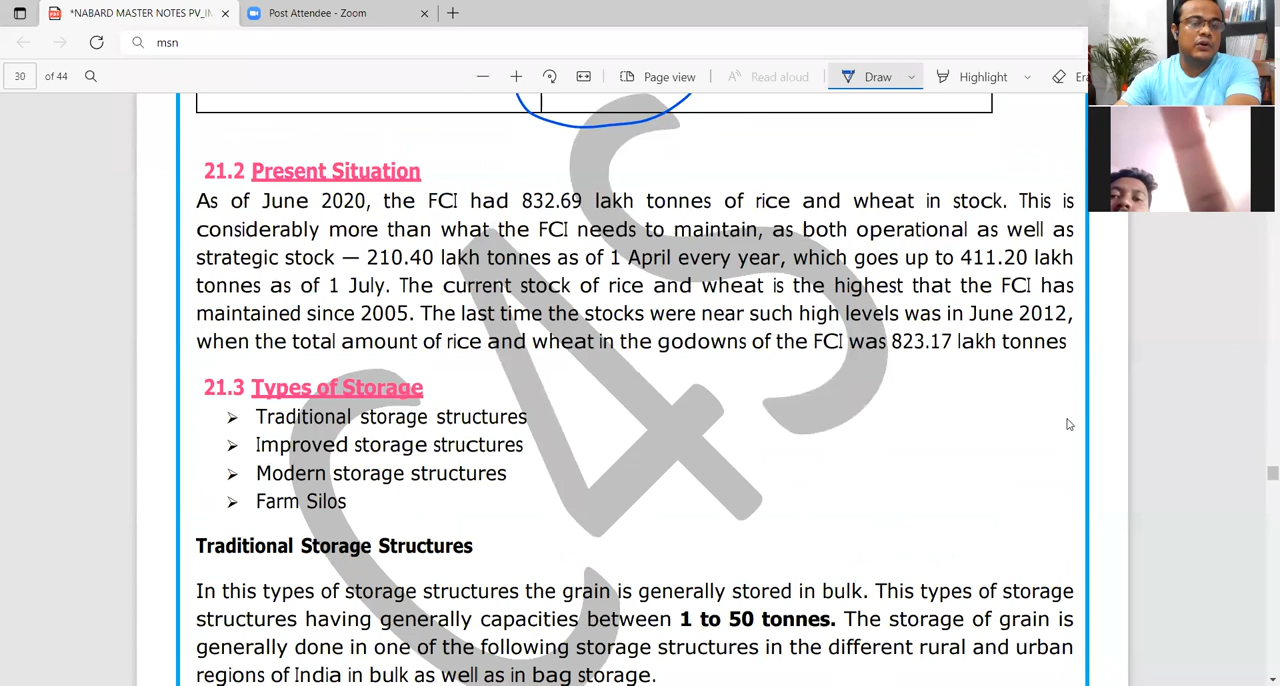 *NABARD MASTER NOTES PV_IN
Post Attendee - Zoom
msn
30 of 44
Page view
Read aloud
Draw
Highlight
Era
21.2 Present Situation
As of June 2020, the FCI had 832.69 lakh tonnes of rice and wheat in stock. This is
considerably more than what the FCI needs to maintain, as both operational as well as
strategic stock — 210.40 lakh tonnes as of 1 April every year, which goes up to 411.20 lakh
tonnes as of 1 July. The current stock of rice and wheat is the highest that the FCI has
maintained since 2005. The last time the stocks were near such high levels was in June 2012,
when the total amount of rice and wheat in the godowns of the FCI was 823.17 lakh tonnes
21.3 Types of Storage
Traditional storage structures
Improved storage structures
Modern storage structures
Farm Silos
Traditional Storage Structures
In this types of storage structures the grain is generally stored in bulk. This types of storage
structures having generally capacities between 1 to 50 tonnes. The storage of grain is
generally done in one of the following storage structures in the different rural and urban
regions of India in bulk as well as in bag storage.
C4S